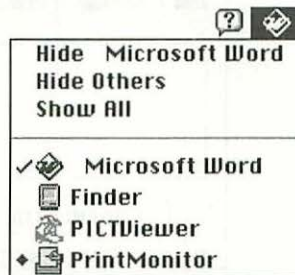 ?
Hide Microsoft Word
Hide Others
Show All
✓ Microsoft Word
Finder
PICTViewer
◆ PrintMonitor